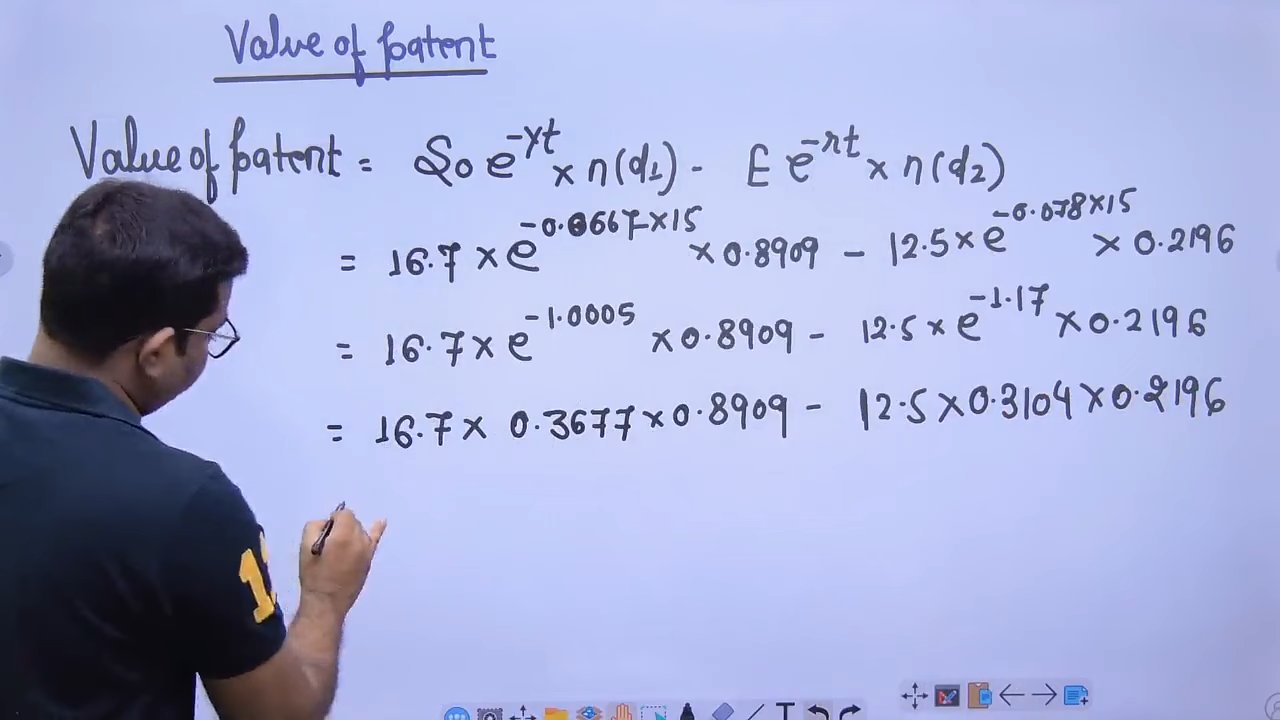 Value of patent
Value of patent = S₀ e^-yt × n(d₁) - E e^-rt × n(d₂)
= 16.7 × e^-0.0667×15 × 0.8909 - 12.5 × e^-0.078×15 × 0.2196
= 16.7 × e^-1.0005 × 0.8909 - 12.5 × e^-1.17 × 0.2196
= 16.7 × 0.3677 × 0.8909 - 12.5 × 0.3104 × 0.2196